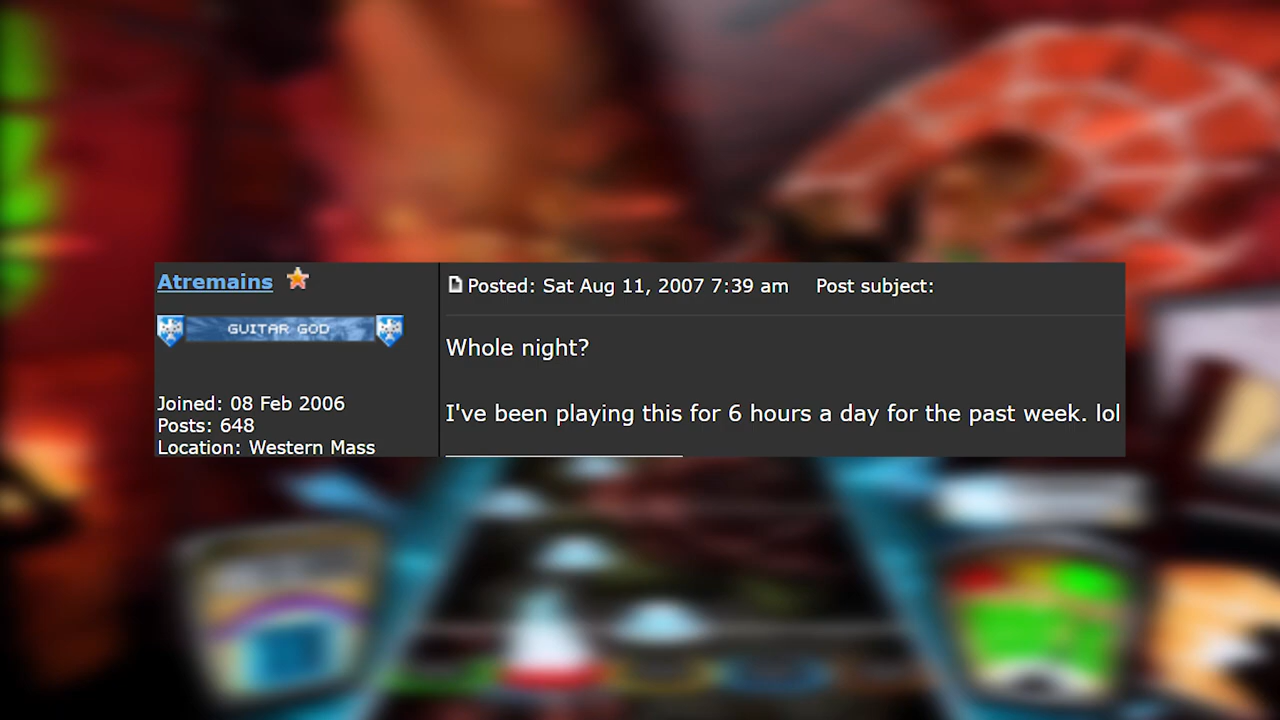 Atremains
GUITAR GOD
Joined: 08 Feb 2006
Posts: 648
Location: Western Mass
Posted: Sat Aug 11, 2007 7:39 am Post subject:
Whole night?
I've been playing this for 6 hours a day for the past week. lol